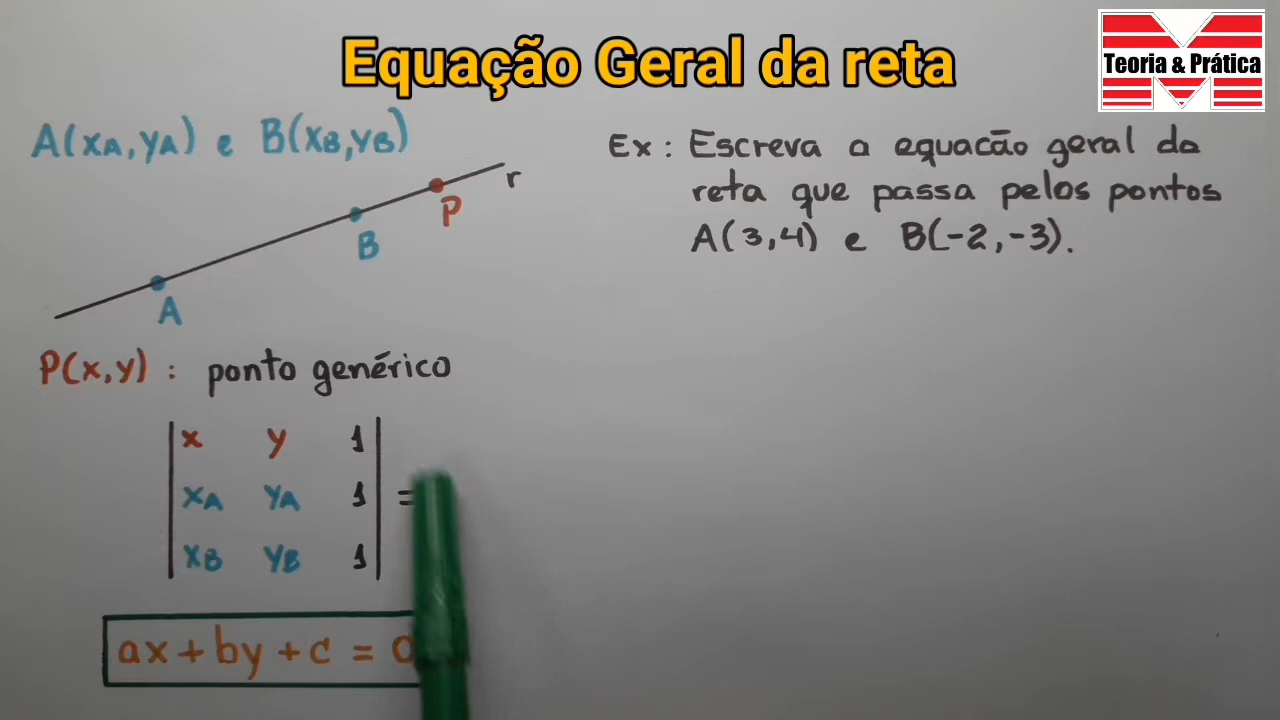 Equação Geral da reta
Teoria & Prática
A(xA, yA) e B(xB, yB)
r
P
B
A
P(x,y) : ponto genérico
x y 1
xA yA 1 =
xB yB 1
ax + by + c = 0
Ex: Escreva a equacão geral da
reta que passa pelos pontos
A(3,4) e B(-2,-3).